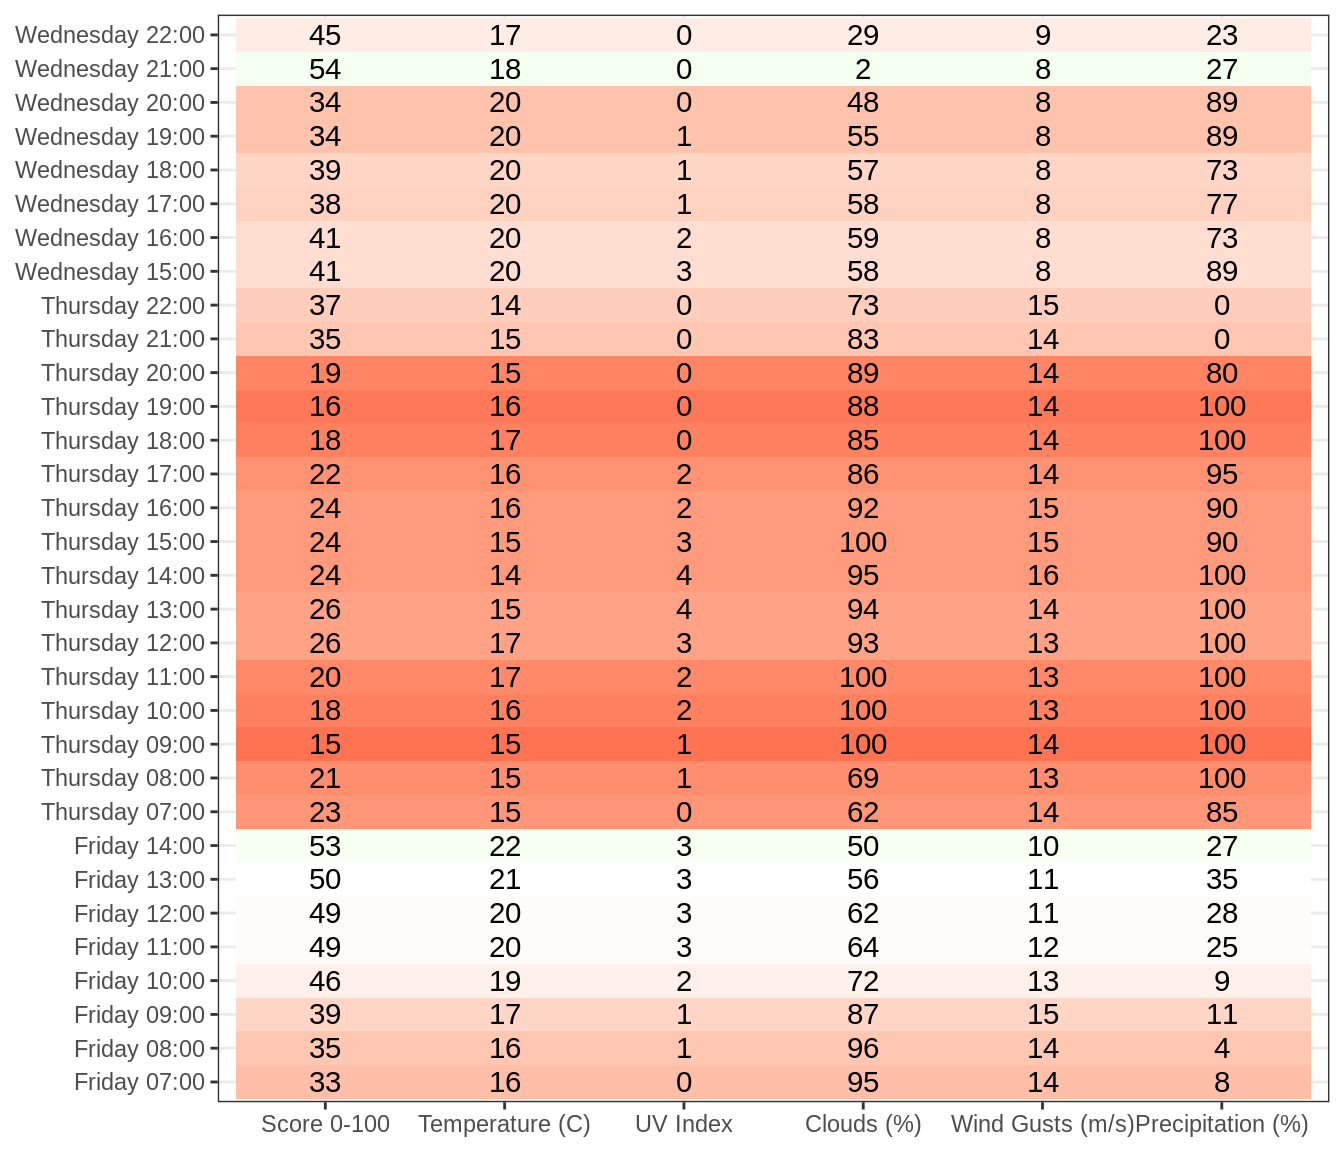 Wednesday 22:00 45 17 0 29 9 23
Wednesday 21:00 54 18 0 2 8 27
Wednesday 20:00 34 20 0 48 8 89
Wednesday 19:00 34 20 1 55 8 89
Wednesday 18:00 39 20 1 57 8 73
Wednesday 17:00 38 20 1 58 8 77
Wednesday 16:00 41 20 2 59 8 73
Wednesday 15:00 41 20 3 58 8 89
Thursday 22:00 37 14 0 73 15 0
Thursday 21:00 35 15 0 83 14 0
Thursday 20:00 19 15 0 89 14 80
Thursday 19:00 16 16 0 88 14 100
Thursday 18:00 18 17 0 85 14 100
Thursday 17:00 22 16 2 86 14 95
Thursday 16:00 24 16 2 92 15 90
Thursday 15:00 24 15 3 100 15 90
Thursday 14:00 24 14 4 95 16 100
Thursday 13:00 26 15 4 94 14 100
Thursday 12:00 26 17 3 93 13 100
Thursday 11:00 20 17 2 100 13 100
Thursday 10:00 18 16 2 100 13 100
Thursday 09:00 15 15 1 100 14 100
Thursday 08:00 21 15 1 69 13 100
Thursday 07:00 23 15 0 62 14 85
Friday 14:00 53 22 3 50 10 27
Friday 13:00 50 21 3 56 11 35
Friday 12:00 49 20 3 62 11 28
Friday 11:00 49 20 3 64 12 25
Friday 10:00 46 19 2 72 13 9
Friday 09:00 39 17 1 87 15 11
Friday 08:00 35 16 1 96 14 4
Friday 07:00 33 16 0 95 14 8
Score 0-100 Temperature (C) UV Index Clouds (%) Wind Gusts (m/s) Precipitation (%)